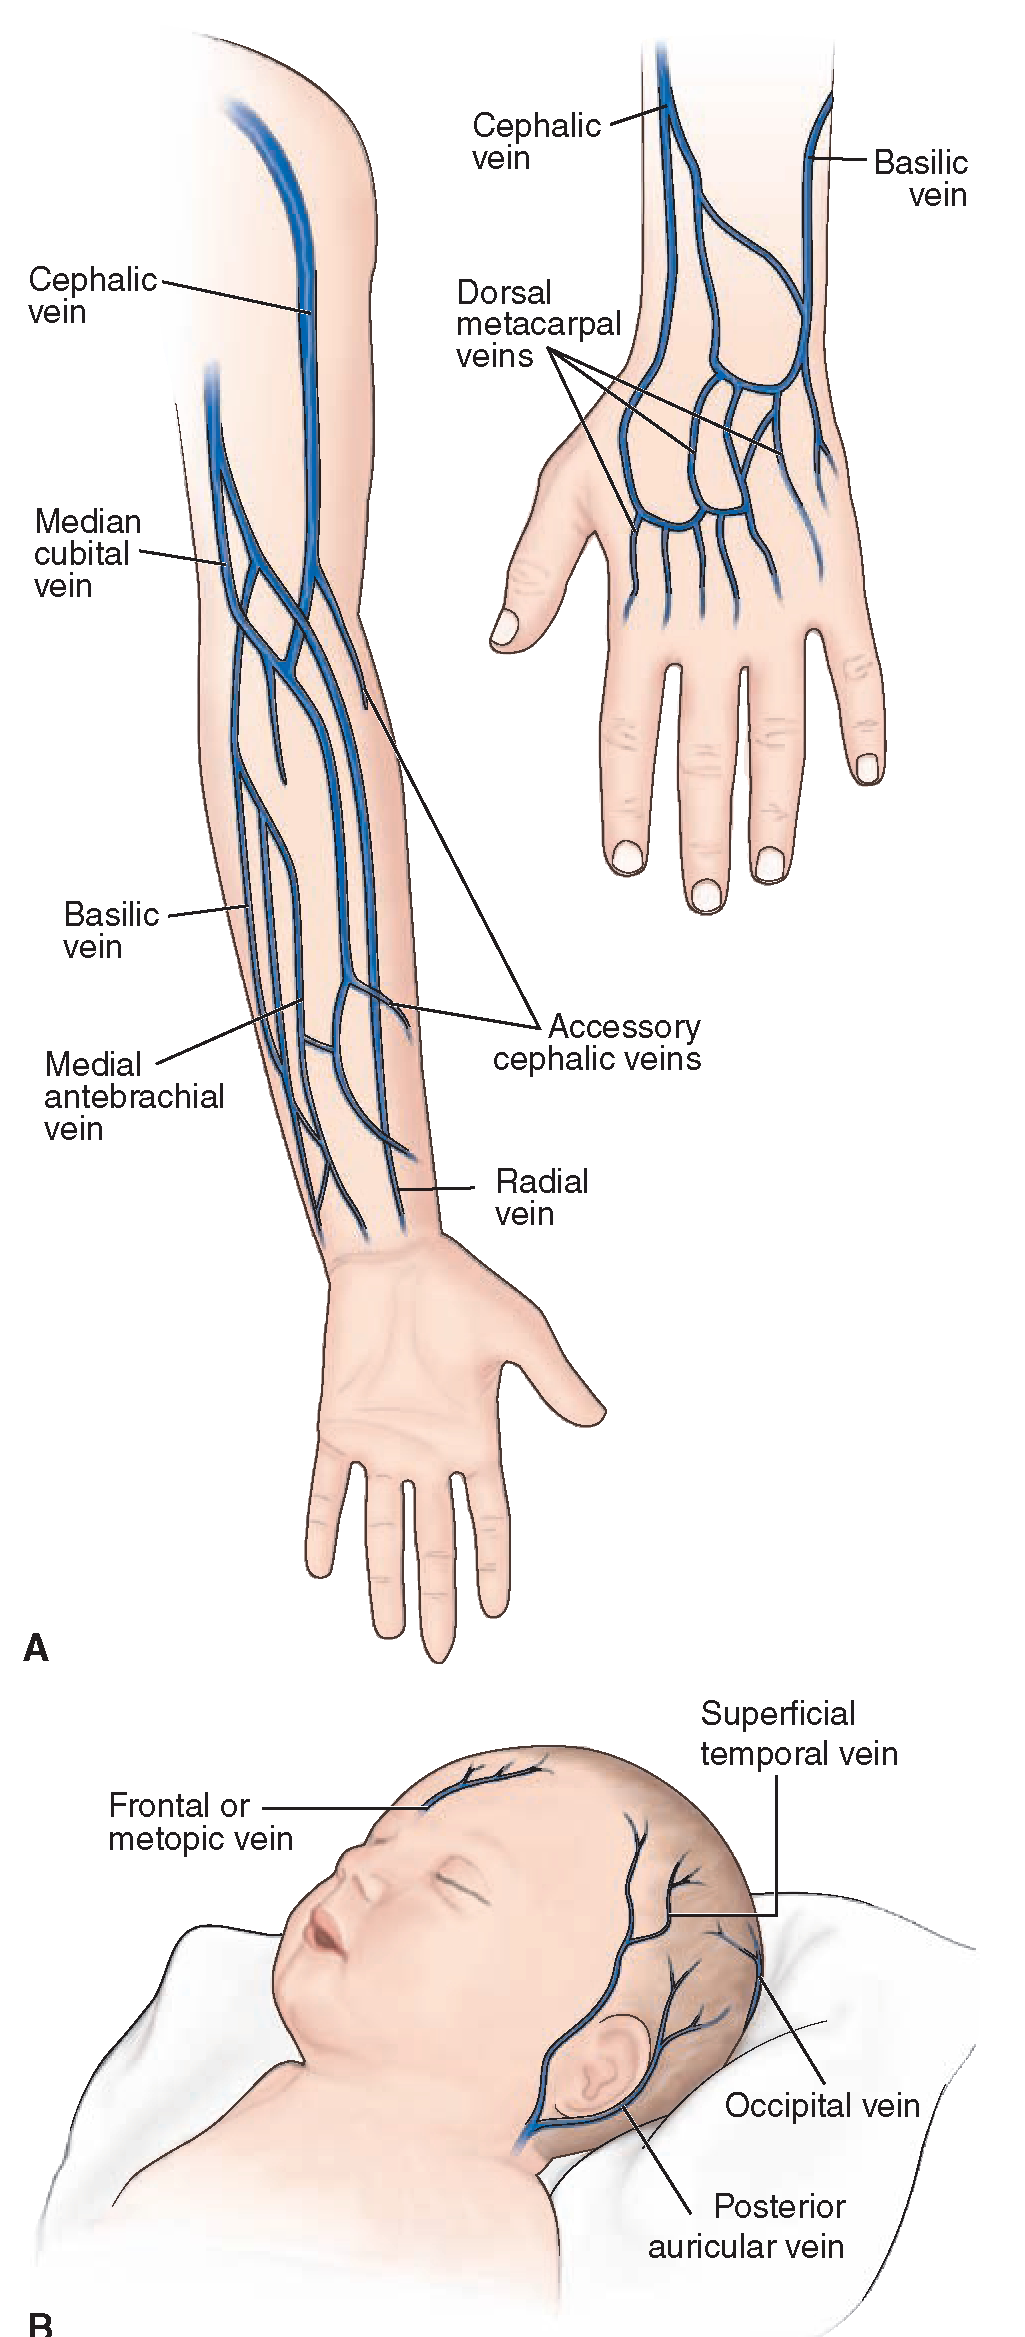 Cephalic
vein
Basilic
vein
Cephalic
vein
Dorsal
metacarpal
veins
Median
cubital
vein
Basilic
vein
Accessory
cephalic veins
Medial
antebrachial
vein
Radial
vein
A
Superficial
temporal vein
Frontal or
metopic vein
Occipital vein
Posterior
auricular vein
B